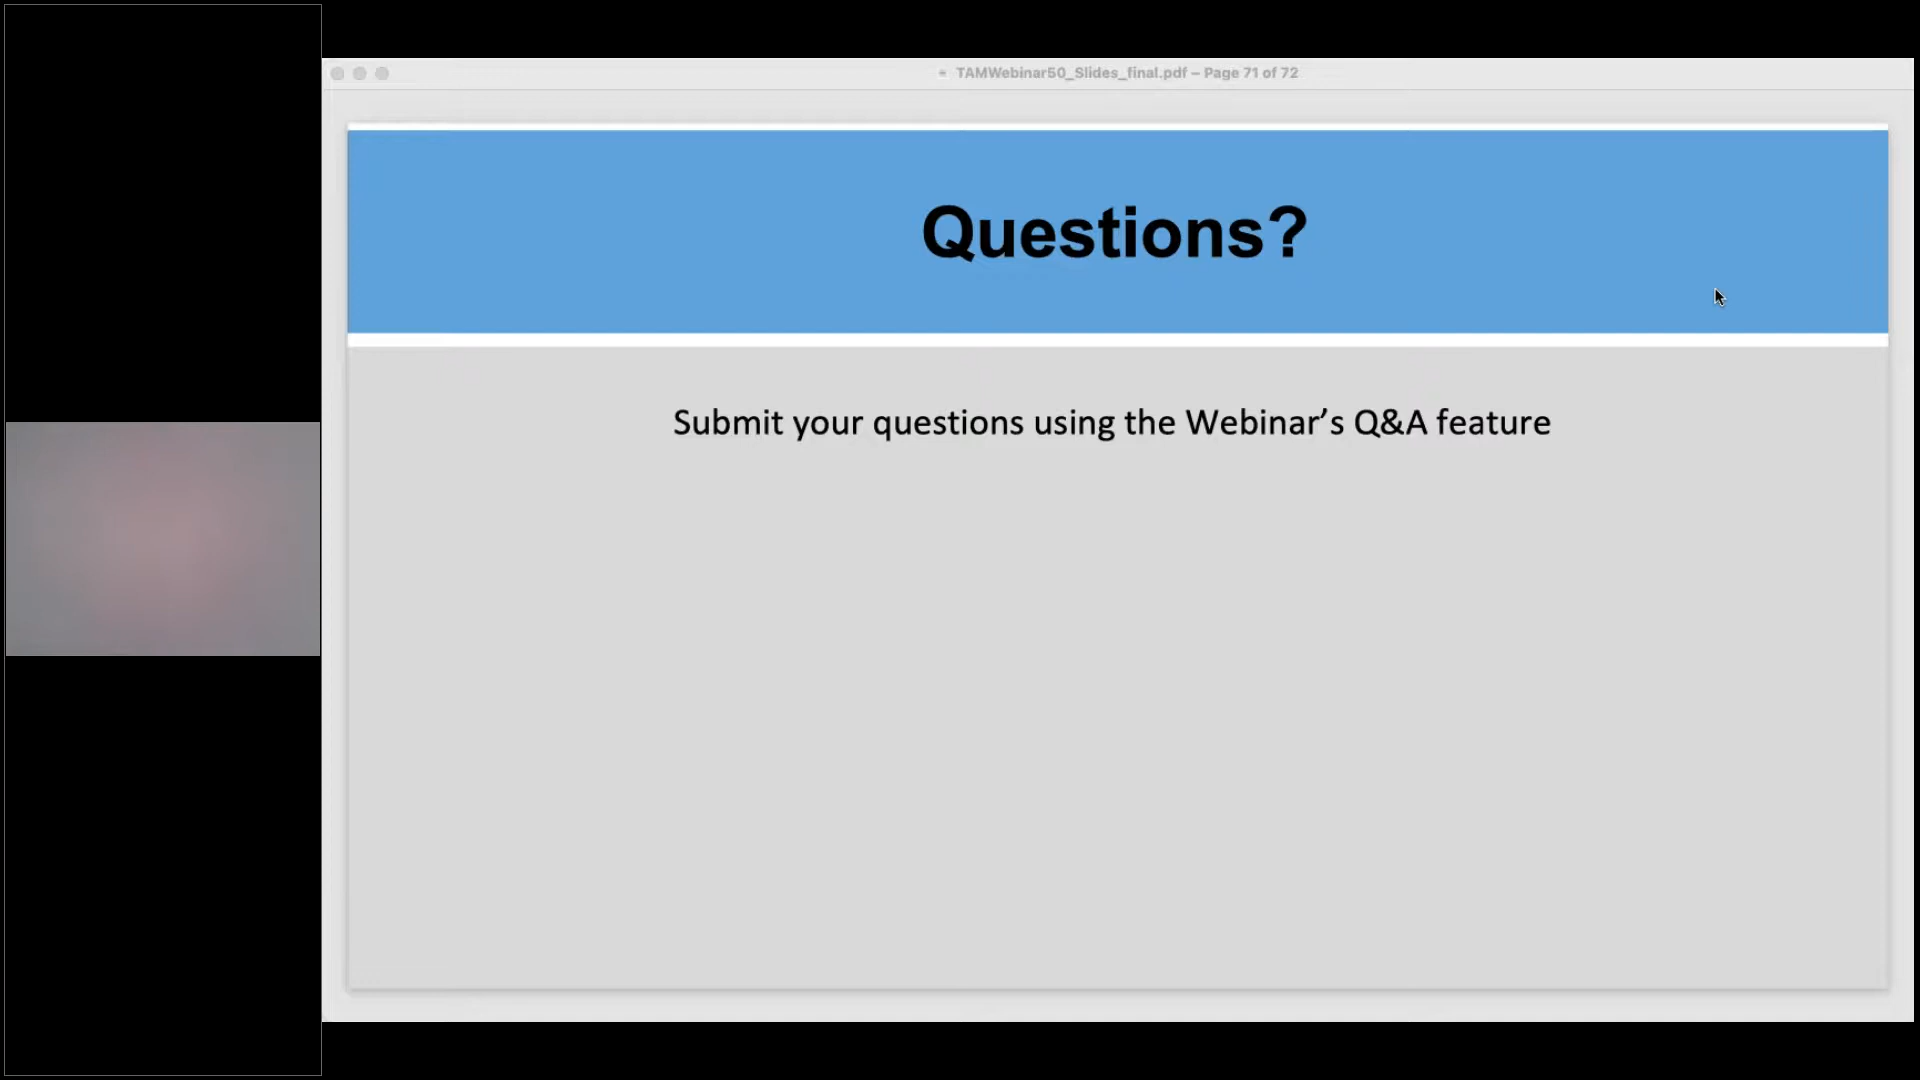 TAMWebinar50_Slides_final.pdf – Page 71 of 72
Questions?
Submit your questions using the Webinar’s Q&A feature